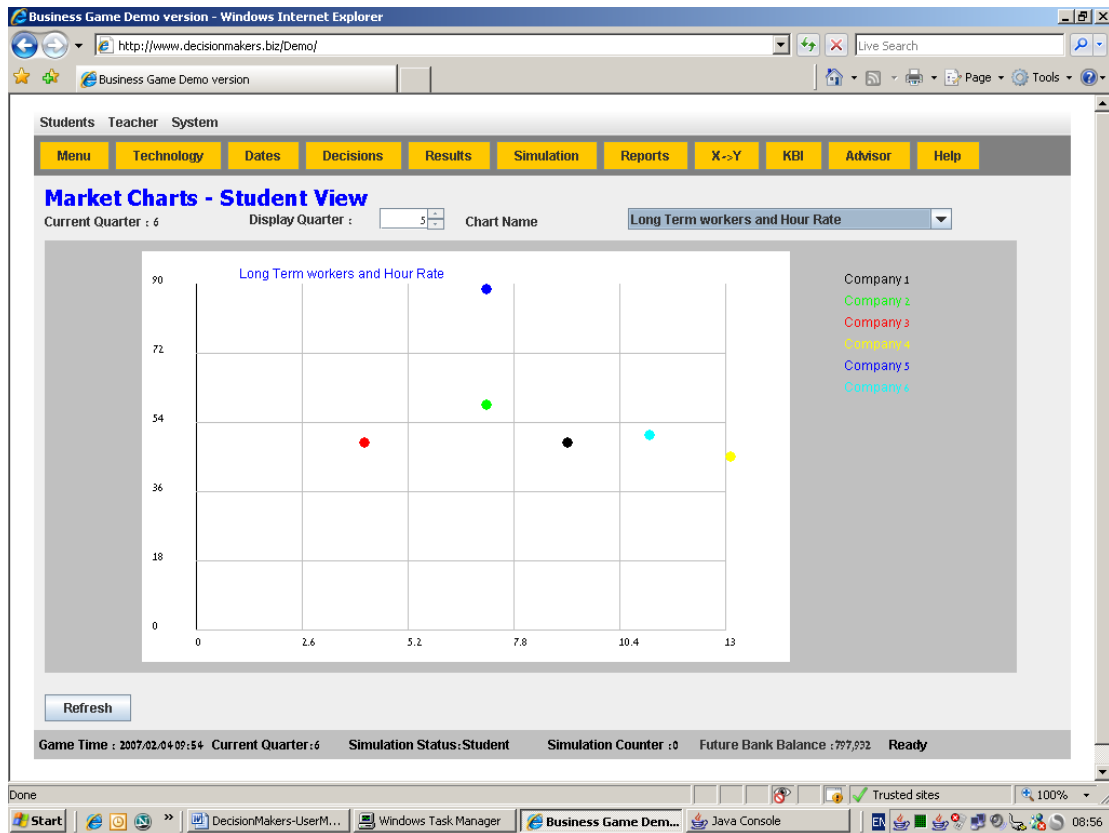 Business Game Demo version - Windows Internet Explorer
http://www.decisionmakers.biz/Demo/
Live Search
Business Game Demo version
Page
Tools
Students Teacher System
Menu Technology Dates Decisions Results Simulation Reports X->Y KBI Advisor Help
Market Charts - Student View
Current Quarter : 6 Display Quarter : 5 Chart Name Long Term workers and Hour Rate
Long Term workers and Hour Rate
90
72
54
36
18
0
0 2.6 5.2 7.8 10.4 13
Company 1
Company 2
Company 3
Company 4
Company 5
Company 6
Refresh
Game Time : 2007/02/04 09:54 Current Quarter:6 Simulation Status:Student Simulation Counter :0 Future Bank Balance :797,932 Ready
Done Trusted sites 100%
Start » DecisionMakers-UserM... Windows Task Manager Business Game Dem... Java Console EN 08:56